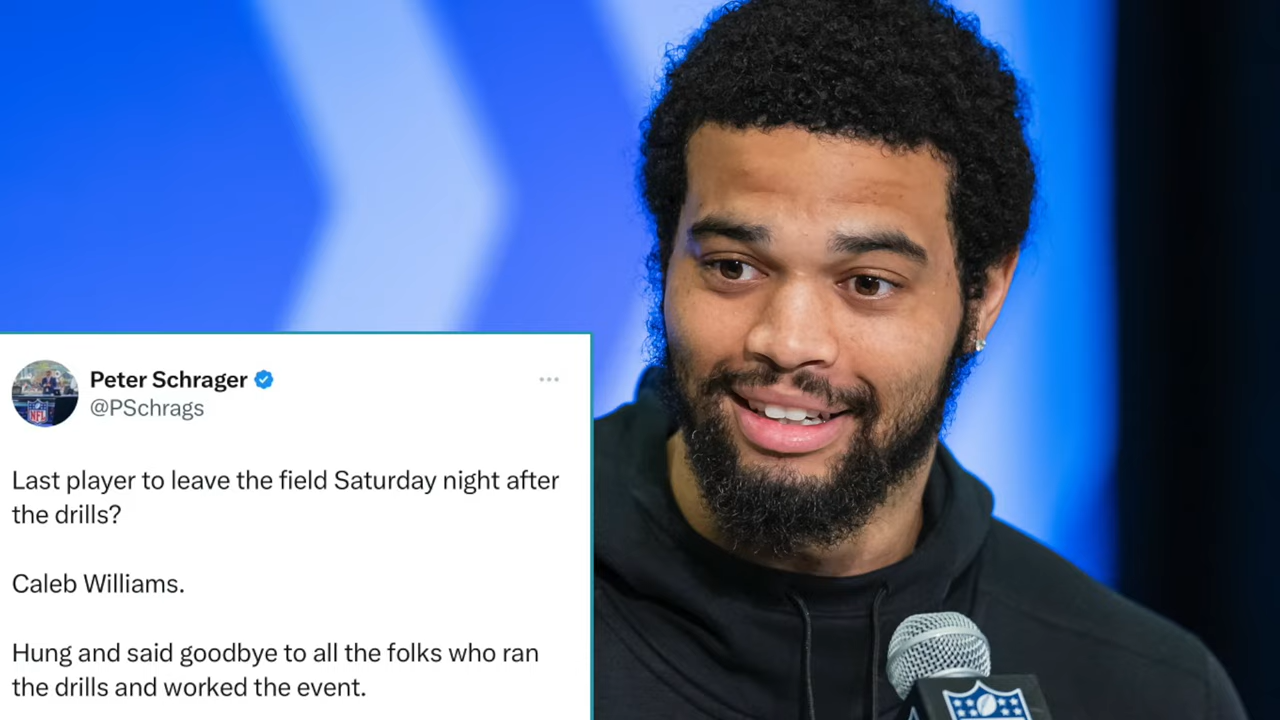 Peter Schrager
@PSchrags
Last player to leave the field Saturday night after
the drills?
Caleb Williams.
Hung and said goodbye to all the folks who ran
the drills and worked the event.
NFL